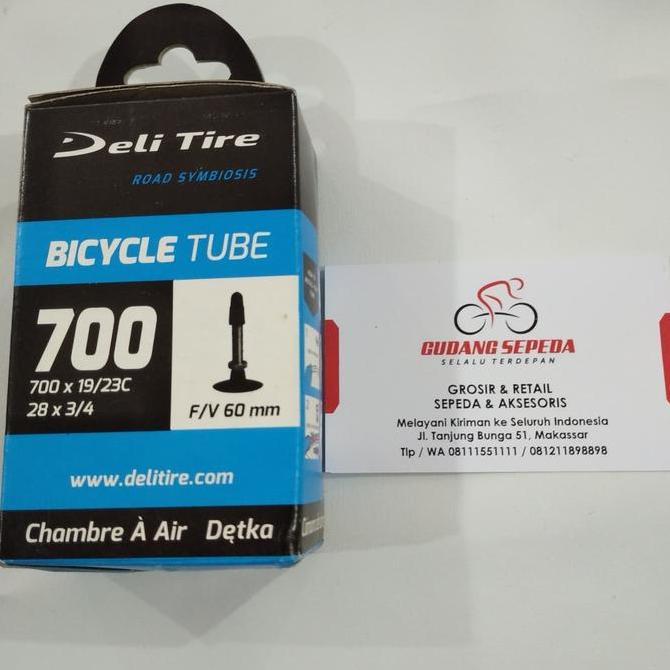 Deli Tire
ROAD SYMBIOSIS
BICYCLE TUBE
700
700 x 19/23C
28 x 3/4
F/V 60 mm
www.delitire.com
Chambre À Air Dętka
GUDANG SEPEDA
SELALU TERDEPAN
GROSIR & RETAIL
SEPEDA & AKSESORIS
Melayani Kiriman ke Seluruh Indonesia
Jl. Tanjung Bunga 51, Makassar
Tlp / WA 08111551111 / 081211898898